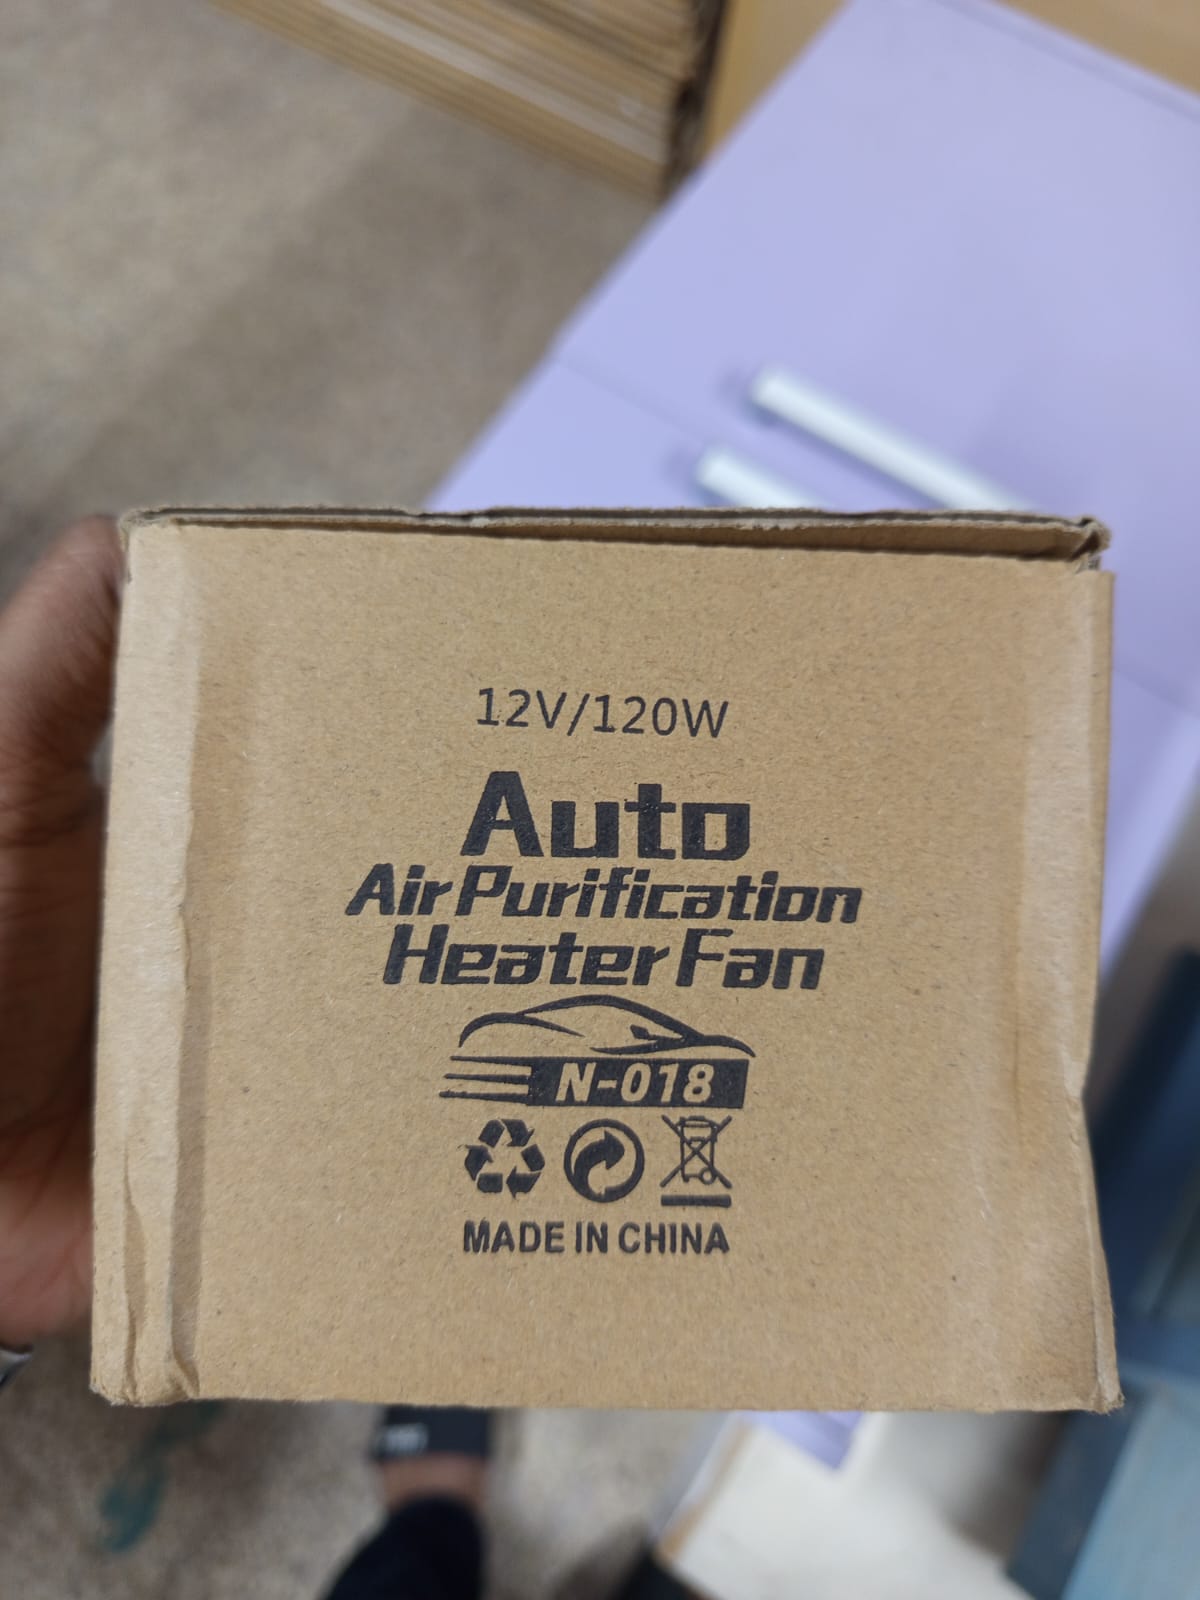 12V/120W
Auto
Air Purification
Heater Fan
N-018
MADE IN CHINA